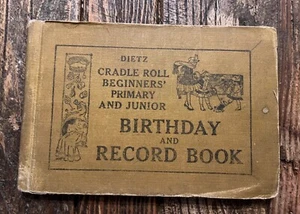 DIETZ
CRADLE ROLL
BEGINNERS'
PRIMARY
AND JUNIOR
BIRTHDAY
AND
RECORD BOOK